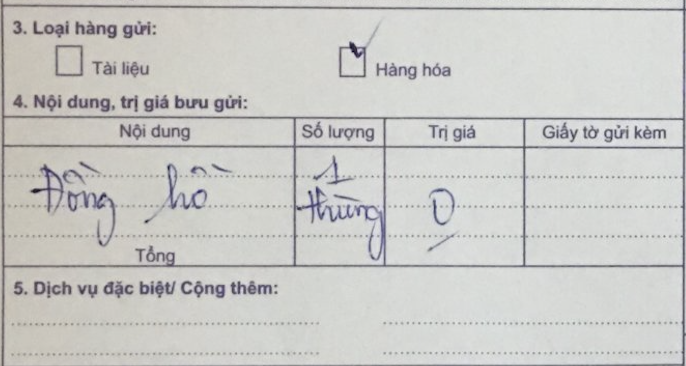 3. Loại hàng gửi:
Tài liệu Hàng hóa
4. Nội dung, trị giá bưu gửi:
Nội dung Số lượng Trị giá Giấy tờ gửi kèm
Đồng hồ 1 thùng 0
Tổng
5. Dịch vụ đặc biệt/ Cộng thêm: